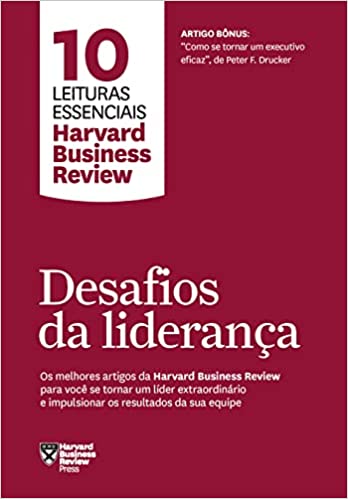 10
LEITURAS
ESSENCIAIS
Harvard
Business
Review
ARTIGO BÔNUS:
"Como se tornar um executivo
eficaz", de Peter F. Drucker
Desafios
da liderança
Os melhores artigos da Harvard Business Review
para você se tornar um líder extraordinário
e impulsionar os resultados da sua equipe
Harvard
Business
Review
Press